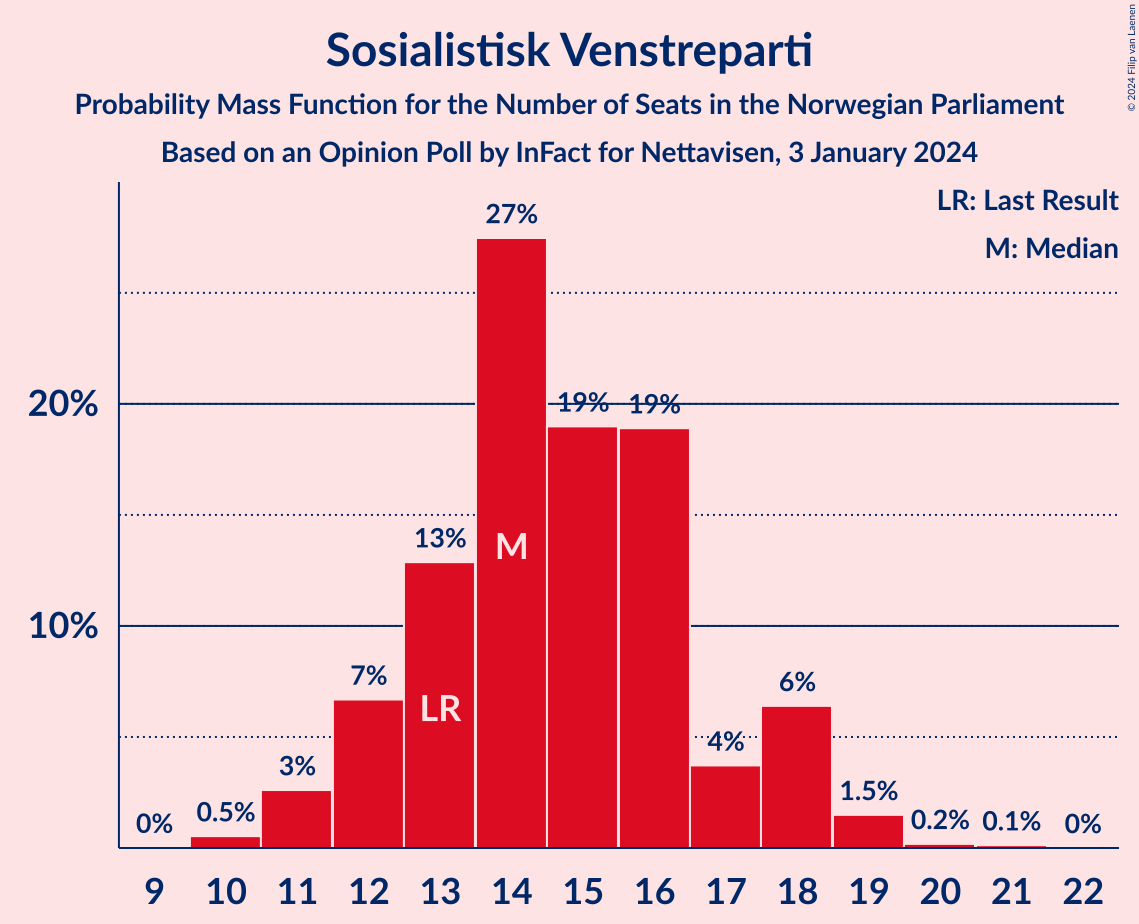 Sosialistisk Venstreparti
Probability Mass Function for the Number of Seats in the Norwegian Parliament
Based on an Opinion Poll by InFact for Nettavisen, 3 January 2024
© 2024 Filip van Laenen
LR: Last Result
M: Median
27%
20%
19% 19%
13%
M
10%
7%
6%
LR
4%
3%
1.5%
0% 0.5% 0.2% 0.1% 0%
9 10 11 12 13 14 15 16 17 18 19 20 21 22